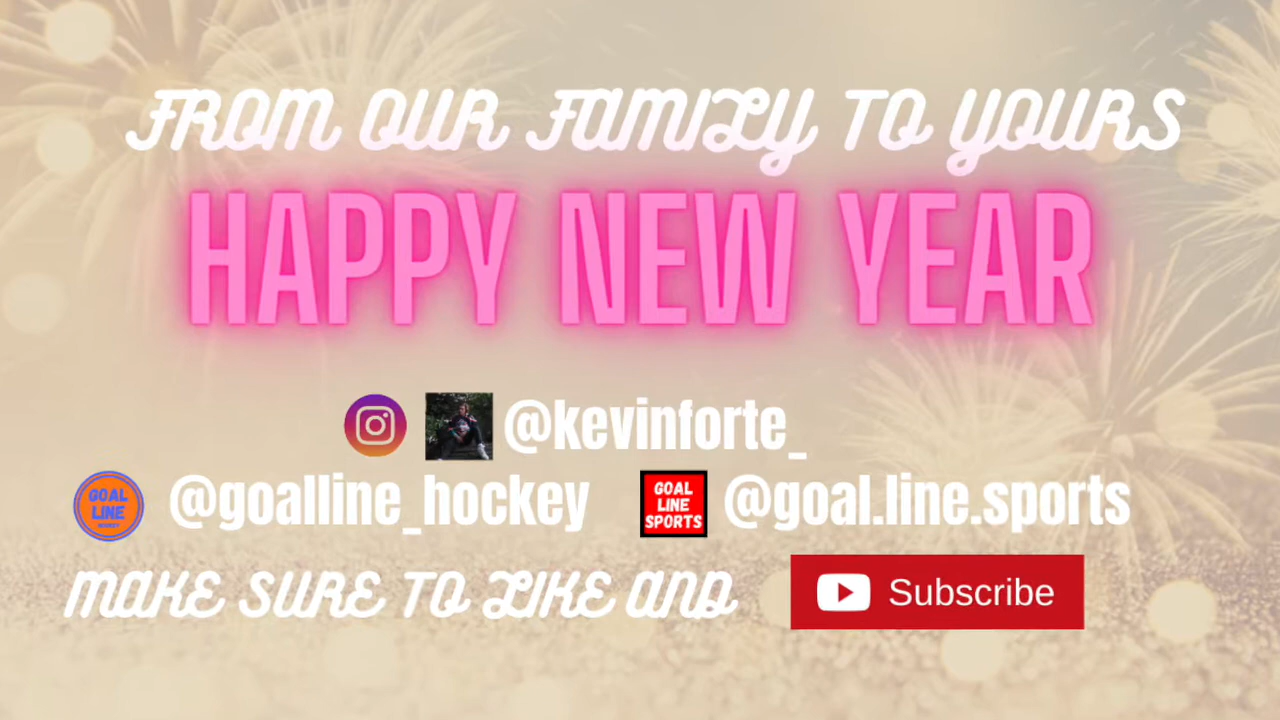 FROM OUR FAMILY TO YOURS
HAPPY NEW YEAR
@kevinforte_
GOAL
LINE
HOCKEY
@goalline_hockey
GOAL
LINE
SPORTS
@goal.line.sports
MAKE SURE TO LIKE AND
Subscribe